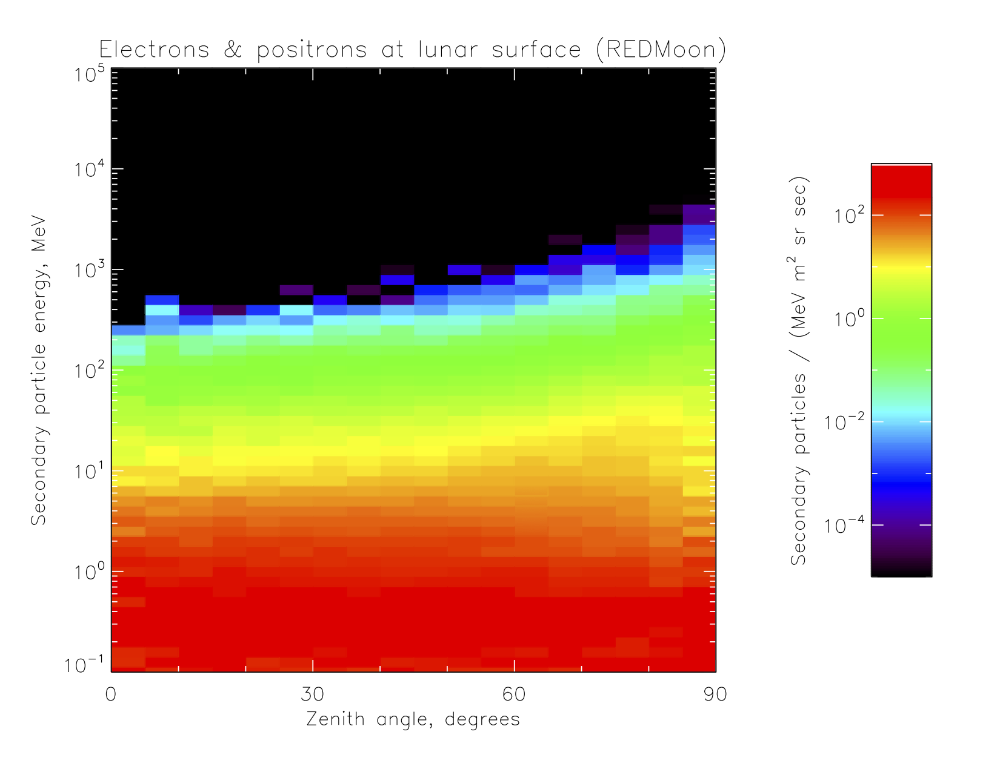 Electrons & positrons at lunar surface (REDMoon)
10^5
10^4
10^3
10^2
10^1
10^0
10^-1
Secondary particle energy, MeV
0 30 60 90
Zenith angle, degrees
Secondary particles / (MeV m^2 sr sec)
10^2
10^0
10^-2
10^-4